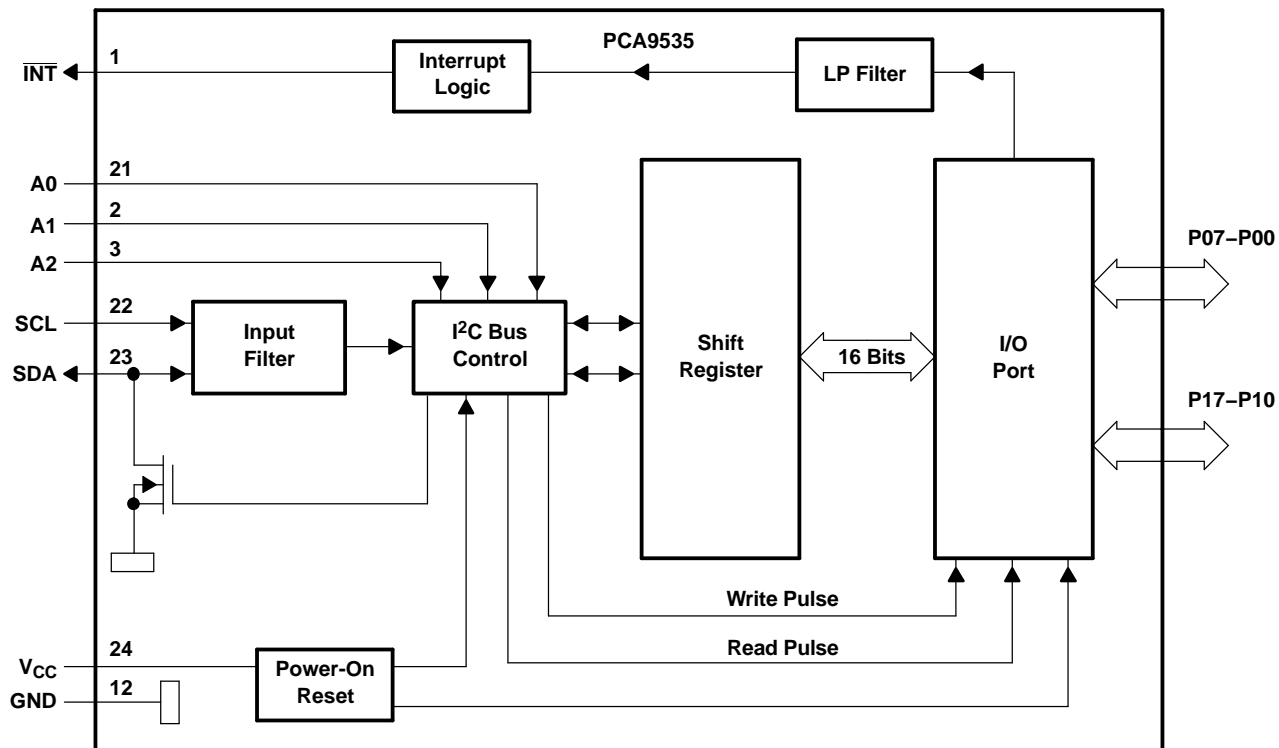 PCA9535
INT
1
Interrupt
Logic
LP Filter
A0
21
A1
2
A2
3
SCL
22
SDA
23
Input
Filter
I2C Bus
Control
Shift
Register
16 Bits
I/O
Port
P07–P00
P17–P10
Write Pulse
Read Pulse
VCC
24
GND
12
Power-On
Reset